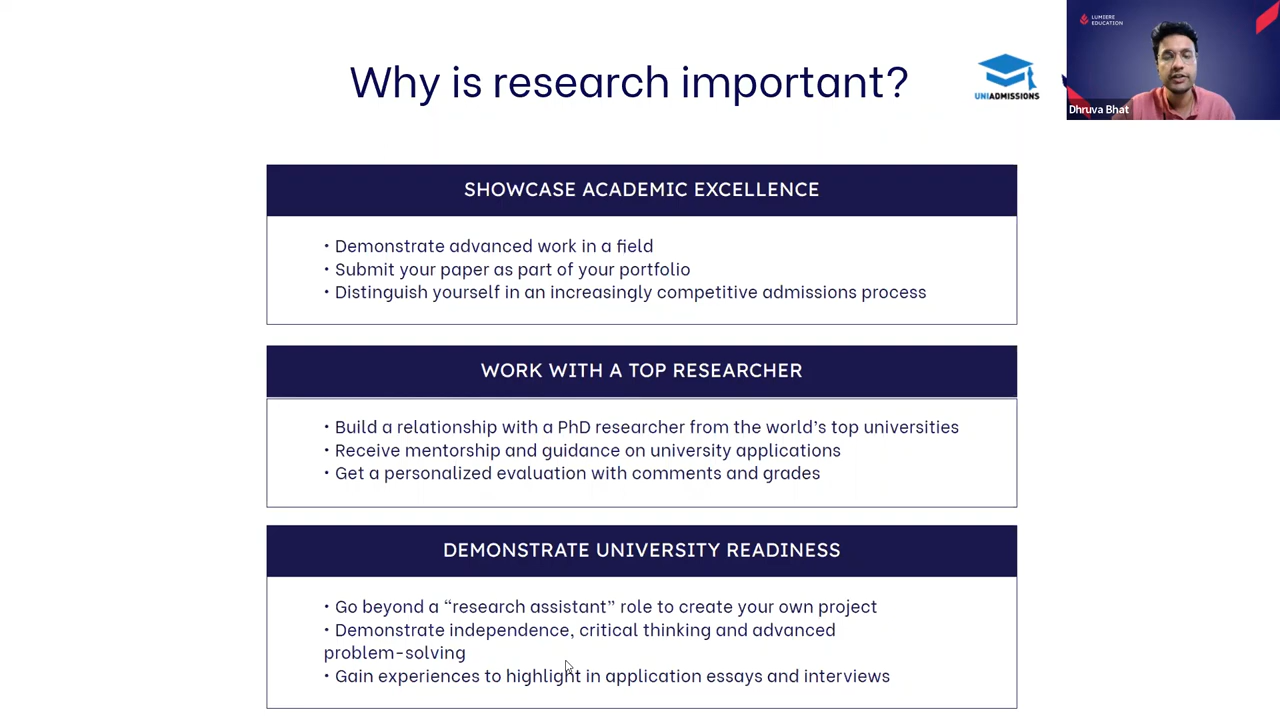 Why is research important?
UNIADMISSIONS
LUMIERE
EDUCATION
Dhruva Bhat
SHOWCASE ACADEMIC EXCELLENCE
• Demonstrate advanced work in a field
• Submit your paper as part of your portfolio
• Distinguish yourself in an increasingly competitive admissions process
WORK WITH A TOP RESEARCHER
• Build a relationship with a PhD researcher from the world's top universities
• Receive mentorship and guidance on university applications
• Get a personalized evaluation with comments and grades
DEMONSTRATE UNIVERSITY READINESS
• Go beyond a “research assistant” role to create your own project
• Demonstrate independence, critical thinking and advanced
problem-solving
• Gain experiences to highlight in application essays and interviews